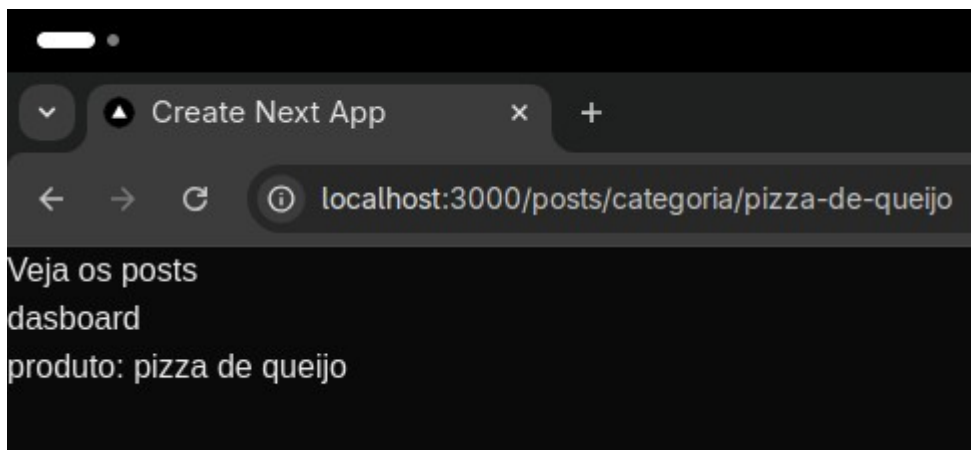 Create Next App
localhost:3000/posts/categoria/pizza-de-queijo
Veja os posts
dasboard
produto: pizza de queijo